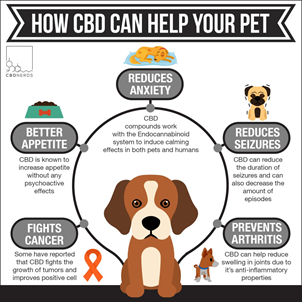 HOW CBD CAN HELP YOUR PET
CBDNERDS
REDUCES
ANXIETY
CBD
compounds work
with the Endocannabinoid
system to induce calming
effects in both pets and humans
BETTER
APPETITE
CBD is known to
increase appetite
without any
psychoactive
effects
REDUCES
SEIZURES
CBD can reduce
the duration of
seizures and can
also decrease the
amount of
episodes
FIGHTS
CANCER
Some have reported
that CBD fights the
growth of tumors and
improves positive cell
PREVENTS
ARTHRITIS
CBD can help reduce
swelling in joints due to
it's anti-inflammatory
properties